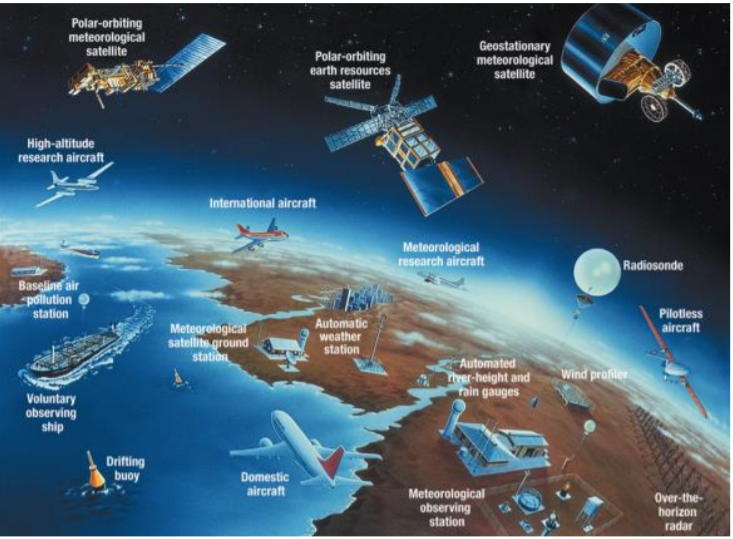 Polar-orbiting
meteorological
satellite
Polar-orbiting
earth resources
satellite
Geostationary
meteorological
satellite
High-altitude
research aircraft
International aircraft
Meteorological
research aircraft
Radiosonde
Baseline air
pollution
station
Pilotless
aircraft
Meteorological
satellite ground
station
Automatic
weather
station
Automated
river-height and
rain gauges
Wind profiler
Voluntary
observing
ship
Drifting
buoy
Domestic
aircraft
Meteorological
observing
station
Over-the-
horizon
radar